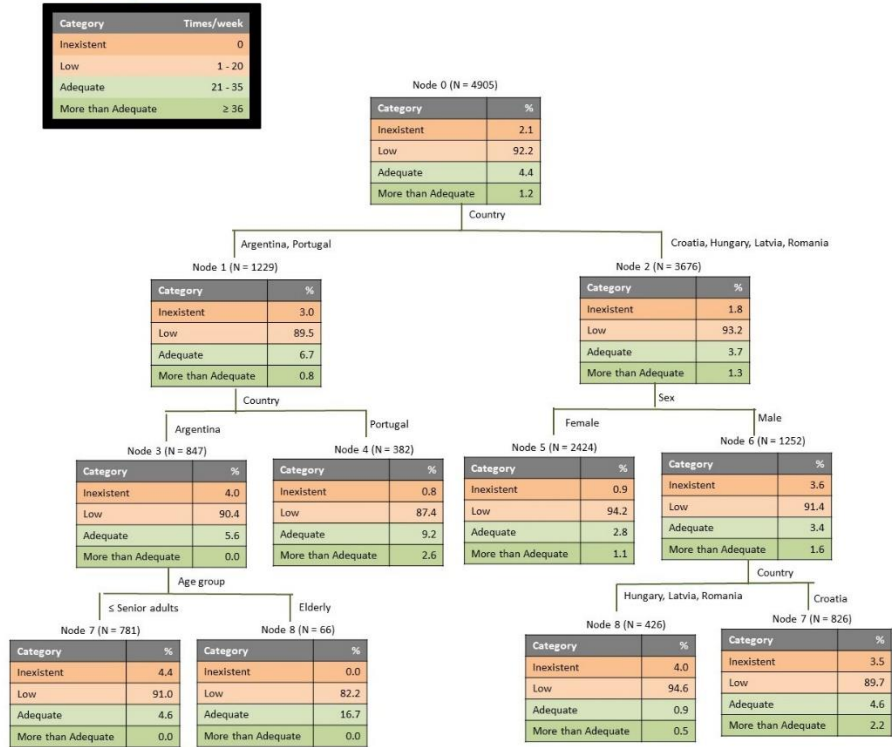 Category Times/week
Inexistent 0
Low 1 - 20
Adequate 21 - 35
More than Adequate ≥ 36
Node 0 (N = 4905)
Category %
Inexistent 2.1
Low 92.2
Adequate 4.4
More than Adequate 1.2
Country
Argentina, Portugal
Croatia, Hungary, Latvia, Romania
Node 1 (N = 1229)
Category %
Inexistent 3.0
Low 89.5
Adequate 6.7
More than Adequate 0.8
Node 2 (N = 3676)
Category %
Inexistent 1.8
Low 93.2
Adequate 3.7
More than Adequate 1.3
Country
Sex
Argentina
Portugal
Female
Male
Node 3 (N = 847)
Category %
Inexistent 4.0
Low 90.4
Adequate 5.6
More than Adequate 0.0
Node 4 (N = 382)
Category %
Inexistent 0.8
Low 87.4
Adequate 9.2
More than Adequate 2.6
Node 5 (N = 2424)
Category %
Inexistent 0.9
Low 94.2
Adequate 2.8
More than Adequate 1.1
Node 6 (N = 1252)
Category %
Inexistent 3.6
Low 91.4
Adequate 3.4
More than Adequate 1.6
Age group
Country
≤ Senior adults
Elderly
Hungary, Latvia, Romania
Croatia
Node 7 (N = 781)
Category %
Inexistent 4.4
Low 91.0
Adequate 4.6
More than Adequate 0.0
Node 8 (N = 66)
Category %
Inexistent 0.0
Low 82.2
Adequate 16.7
More than Adequate 0.0
Node 8 (N = 426)
Category %
Inexistent 4.0
Low 94.6
Adequate 0.9
More than Adequate 0.5
Node 7 (N = 826)
Category %
Inexistent 3.5
Low 89.7
Adequate 4.6
More than Adequate 2.2